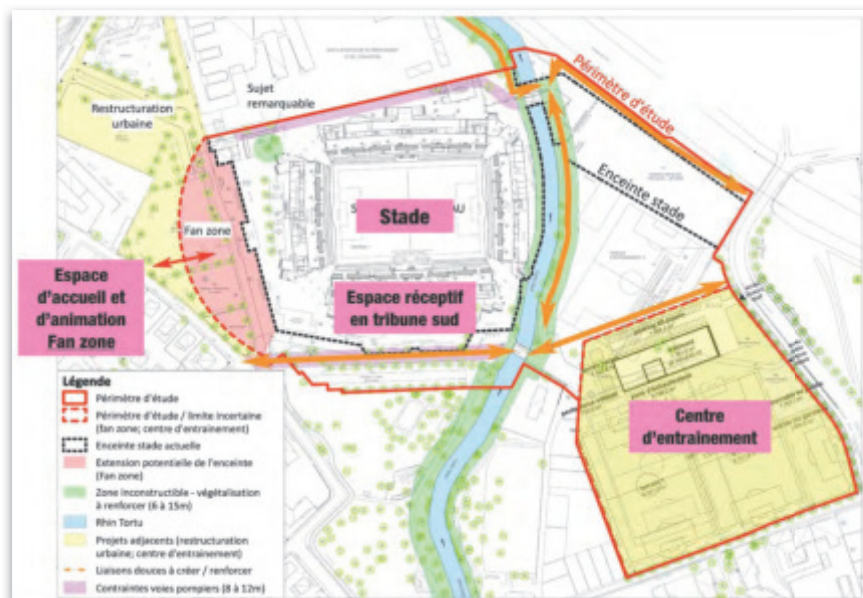 Restructuration
urbaine
Sujet
remarquable
Périmètre d'étude
Enceinte stade
Stade
Fan zone
Espace
d'accueil et
d'animation
Fan zone
Espace réceptif
en tribune sud
Centre
d'entrainement
Légende
Périmètre d'étude
Périmètre d'étude / limite incertaine
(fan zone; centre d'entrainement)
Enceinte stade actuelle
Extension potentielle de l'enceinte
(Fan zone)
Zone inconstructible - végétalisation
à renforcer (6 à 15m)
Rhin Tortu
Projets adjacents (restructuration
urbaine; centre d'entrainement)
Liaisons douces à créer / renforcer
Contraintes voies pompiers (8 à 12m)